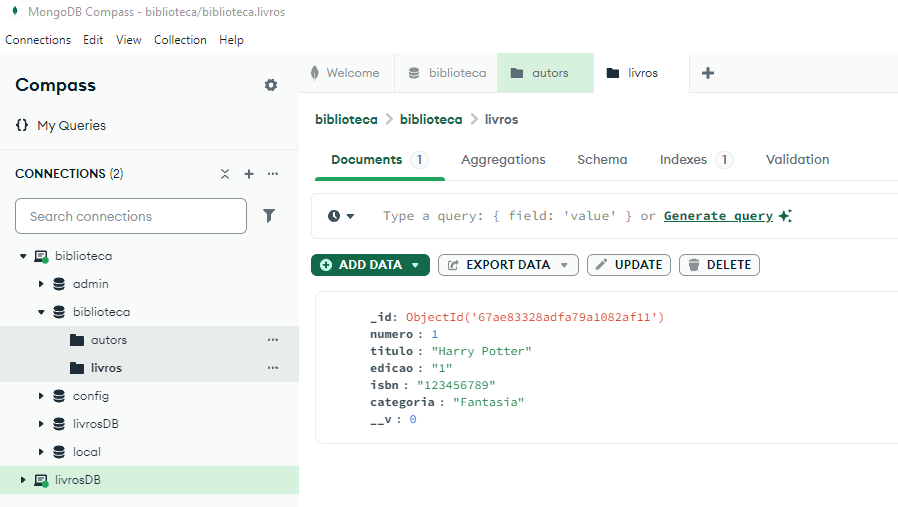 MongoDB Compass - biblioteca/biblioteca.livros
Connections Edit View Collection Help
Compass
{} My Queries
CONNECTIONS (2)
Search connections
biblioteca
admin
biblioteca
autors
livros
config
livrosDB
local
livrosDB
Welcome
biblioteca
autors
livros
biblioteca > biblioteca > livros
Documents 1 Aggregations Schema Indexes 1 Validation
Type a query: { field: 'value' } or Generate query
ADD DATA EXPORT DATA UPDATE DELETE
_id: ObjectId('67ae83328adfa79a1082af11')
numero : 1
titulo : "Harry Potter"
edicao : "1"
isbn : "123456789"
categoria : "Fantasia"
__v : 0